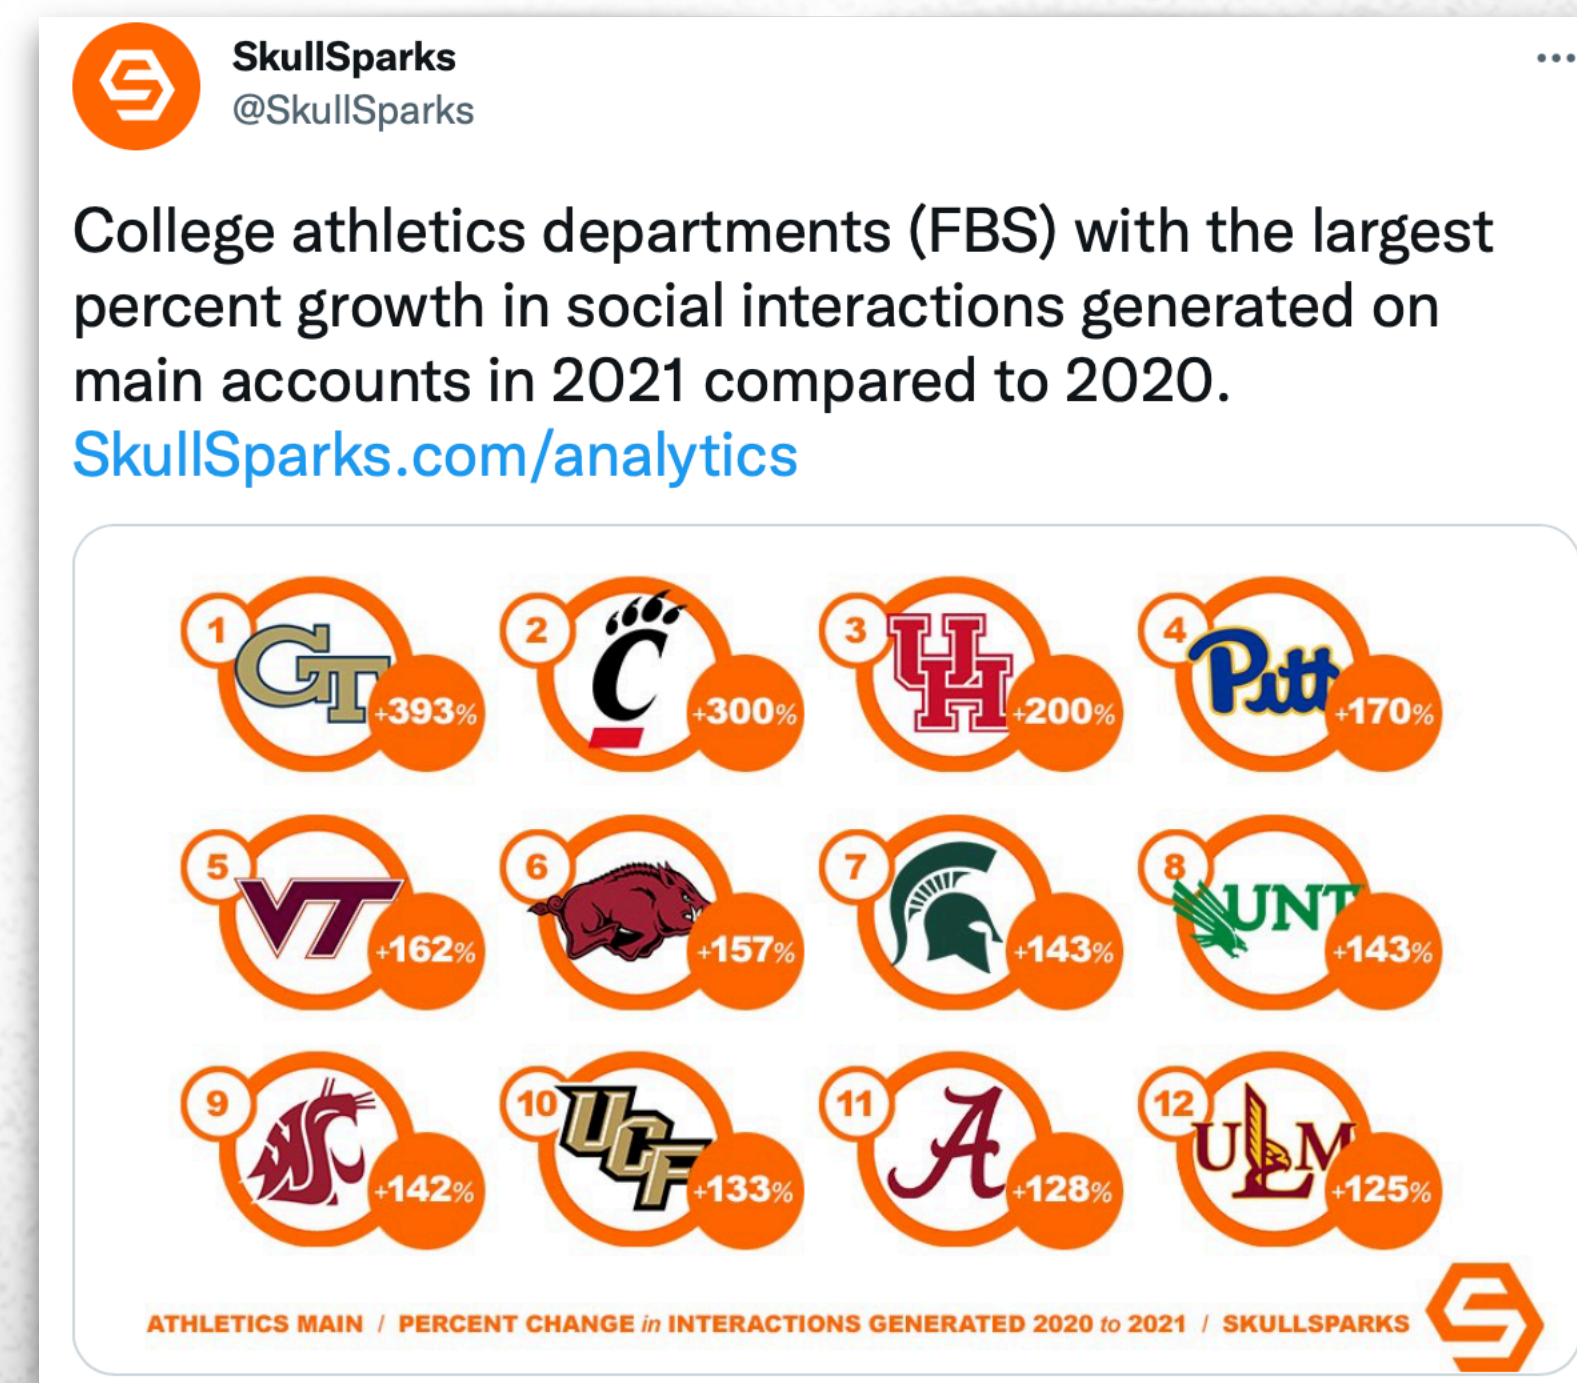 SkullSparks
@SkullSparks
College athletics departments (FBS) with the largest
percent growth in social interactions generated on
main accounts in 2021 compared to 2020.
SkullSparks.com/analytics
1 GT +393%
2 C +300%
3 UH +200%
4 Pitt +170%
5 VT +162%
6 +157%
7 +143%
8 UNT +143%
9 WSC +142%
10 UCF +133%
11 A +128%
12 ULM +125%
ATHLETICS MAIN / PERCENT CHANGE in INTERACTIONS GENERATED 2020 to 2021 / SKULLSPARKS